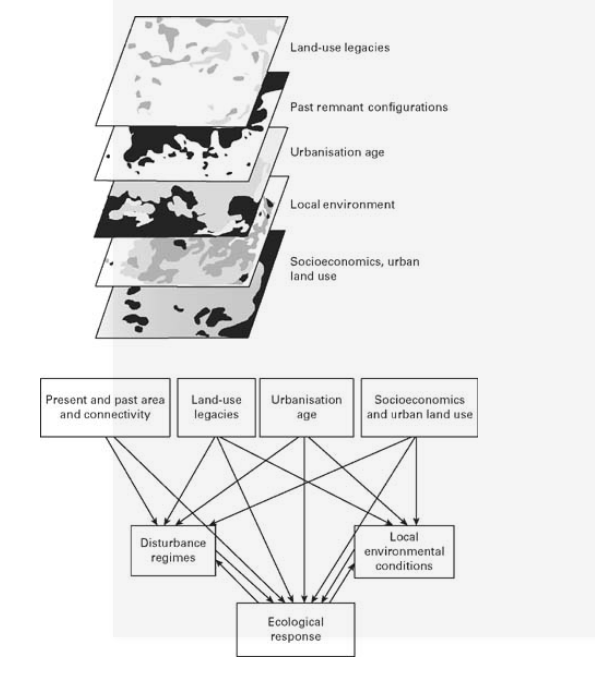 Land-use legacies
Past remnant configurations
Urbanisation age
Local environment
Socioeconomics, urban
land use
Present and past area
and connectivity
Land-use
legacies
Urbanisation
age
Socioeconomics
and urban land use
Disturbance
regimes
Local
environmental
conditions
Ecological
response